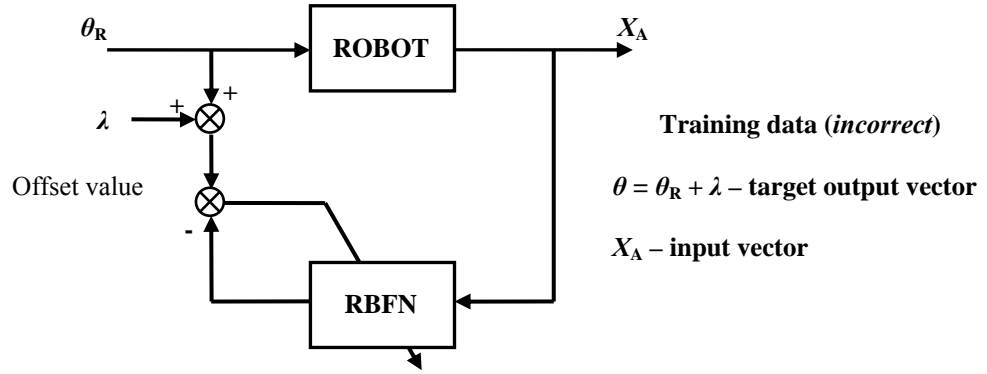 θR
XA
ROBOT
+
+
λ
Training data (incorrect)
Offset value
θ = θR + λ – target output vector
-
XA – input vector
RBFN